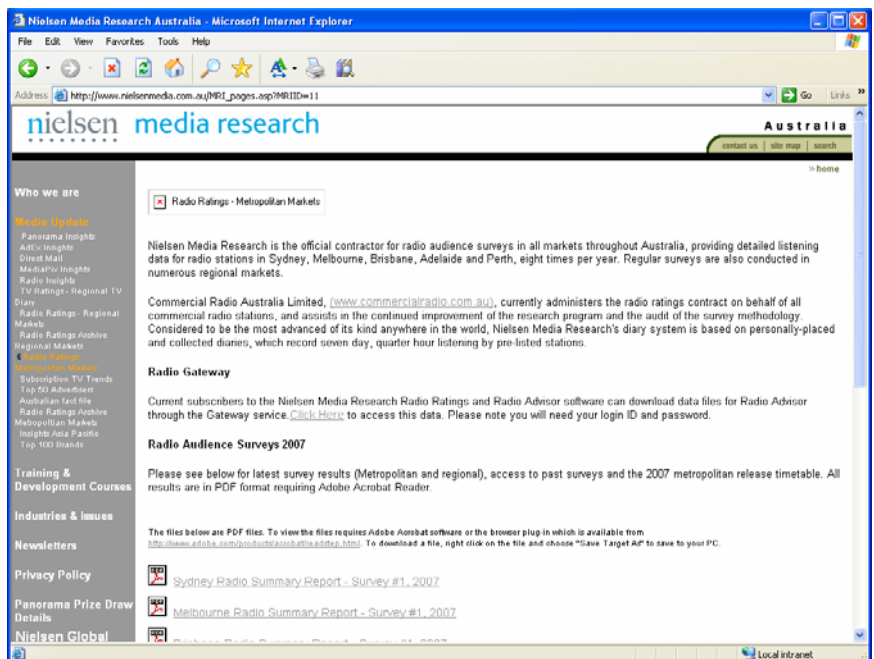 Nielsen Media Research Australia - Microsoft Internet Explorer
File Edit View Favorites Tools Help
Address http://www.nielsenmedia.com.au/MRI_pages.asp?MRIID=11 Go Links »
nielsen media research
Australia
contact us | site map | search
» home
Who we are
Media Update
Panorama Insights
AdEx Insights
Direct Mail
MediaPix Insights
Radio Insights
TV Ratings - Regional TV
Diary
Radio Ratings - Regional
Markets
Radio Ratings Archive
Regional Markets
Radio Ratings
Metropolitan Markets
Subscription TV Trends
Top 50 Advertisers
Australian fast file
Radio Ratings Archive
Metropolitian Markets
Insights Asia Pacific
Top 100 Brands
Training &
Development Courses
Industries & Issues
Newsletters
Privacy Policy
Panorama Prize Draw
Details
Nielsen Global
Radio Ratings - Metropolitan Markets
Nielsen Media Research is the official contractor for radio audience surveys in all markets throughout Australia, providing detailed listening
data for radio stations in Sydney, Melbourne, Brisbane, Adelaide and Perth, eight times per year. Regular surveys are also conducted in
numerous regional markets.
Commercial Radio Australia Limited, (www.commercialradio.com.au), currently administers the radio ratings contract on behalf of all
commercial radio stations, and assists in the continued improvement of the research program and the audit of the survey methodology.
Considered to be the most advanced of its kind anywhere in the world, Nielsen Media Research's diary system is based on personally-placed
and collected diaries, which record seven day, quarter hour listening by pre-listed stations.
Radio Gateway
Current subscribers to the Nielsen Media Research Radio Ratings and Radio Advisor software can download data files for Radio Advisor
through the Gateway service.Click Here to access this data. Please note you will need your login ID and password.
Radio Audience Surveys 2007
Please see below for latest survey results (Metropolitan and regional), access to past surveys and the 2007 metropolitan release timetable. All
results are in PDF format requiring Adobe Acrobat Reader.
The files below are PDF files. To view the files requires Adobe Acrobat software or the browser plug-in which is available from
http://www.adobe.com/products/acrobat/readstep.html. To download a file, right click on the file and choose "Save Target As" to save to your PC.
Sydney Radio Summary Report - Survey #1, 2007
Melbourne Radio Summary Report - Survey #1, 2007
Brisbane Radio Summary Report - Survey #1, 2007
Local intranet